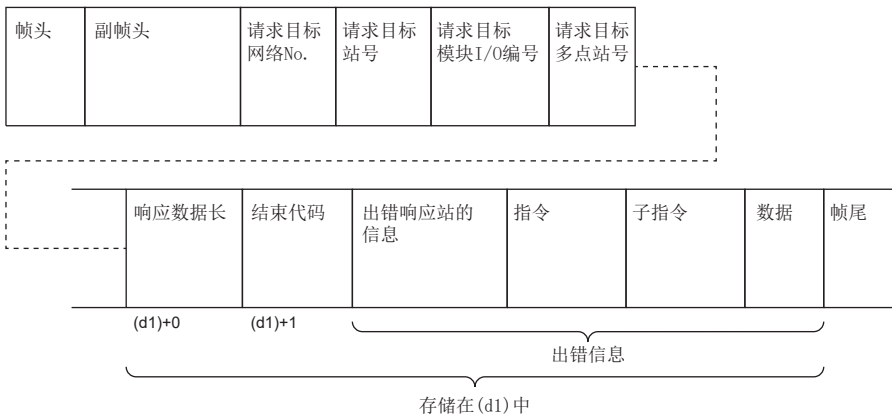 帧头
副帧头
请求目标
网络No.
请求目标
站号
请求目标
模块I/O编号
请求目标
多点站号
响应数据长
结束代码
出错响应站的
信息
指令
子指令
数据
帧尾
(d1)+0
(d1)+1
出错信息
存储在(d1)中